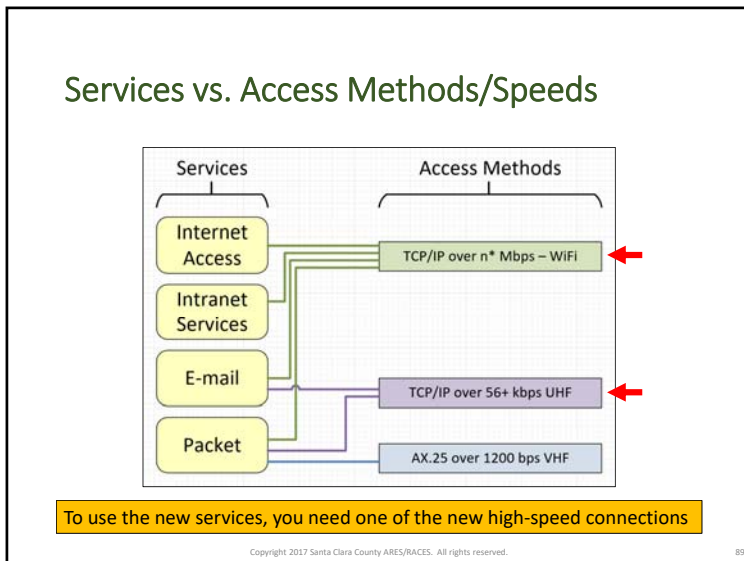 Services vs. Access Methods/Speeds
Services
Access Methods
Internet
Access
TCP/IP over n* Mbps – WiFi
Intranet
Services
E-mail
TCP/IP over 56+ kbps UHF
Packet
AX.25 over 1200 bps VHF
To use the new services, you need one of the new high-speed connections
Copyright 2017 Santa Clara County ARES/RACES. All rights reserved.
89